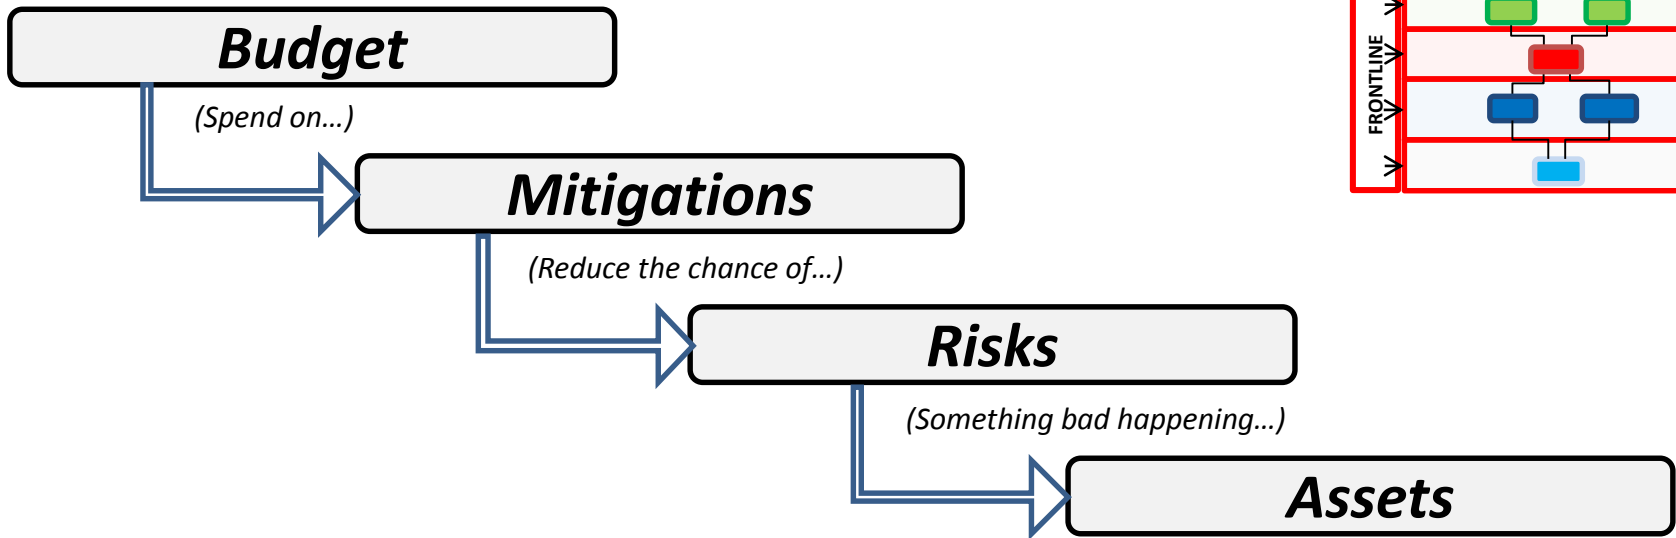 Budget
(Spend on...)
Mitigations
(Reduce the chance of...)
Risks
(Something bad happening...)
Assets
FRONTLINE